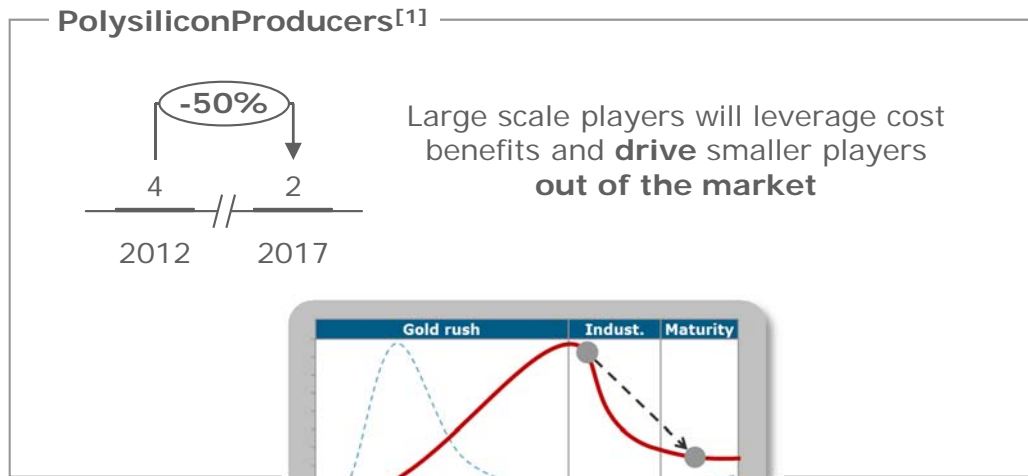 PolysiliconProducers[1]
-50%
4 2
2012 2017
Large scale players will leverage cost
benefits and drive smaller players
out of the market
Gold rush Indust. Maturity